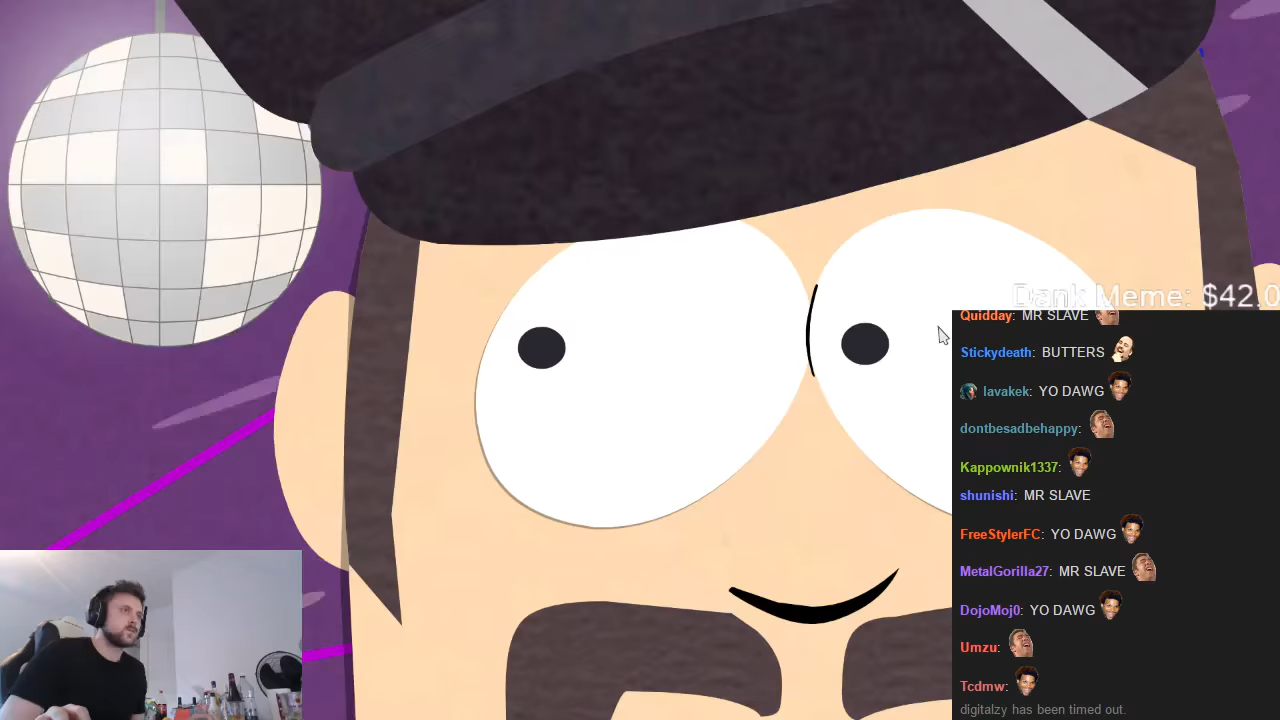 Dank Meme: $42.0
Quidday: MR SLAVE
Stickydeath: BUTTERS
lavakek: YO DAWG
dontbesadbehappy:
Kappownik1337:
shunishi: MR SLAVE
FreeStylerFC: YO DAWG
MetalGorilla27: MR SLAVE
DojoMoj0: YO DAWG
Umzu:
Tcdmw:
digitalzy has been timed out.